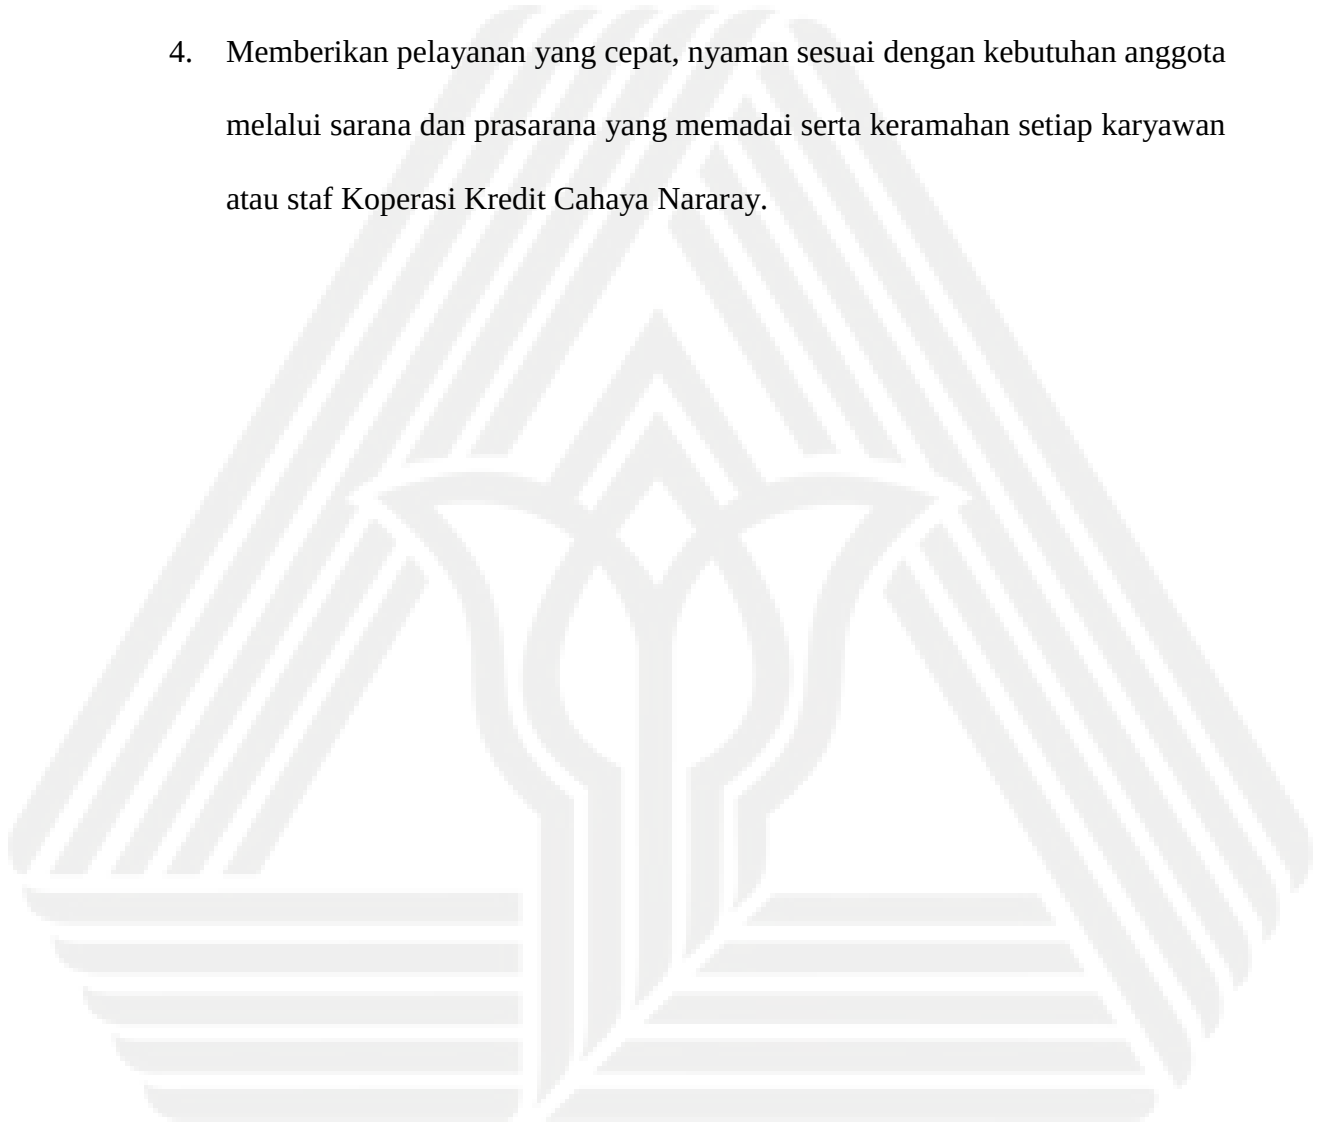 4. Memberikan pelayanan yang cepat, nyaman sesuai dengan kebutuhan anggota
melalui sarana dan prasarana yang memadai serta keramahan setiap karyawan
atau staf Koperasi Kredit Cahaya Nararay.